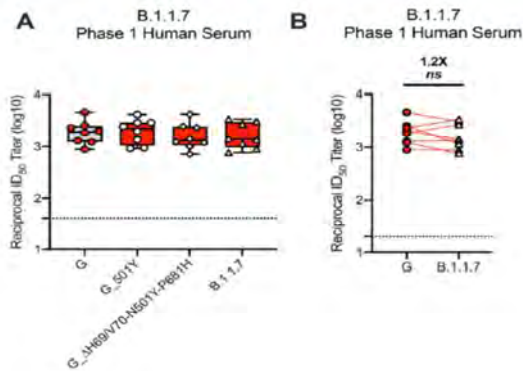 A
B.1.1.7
Phase 1 Human Serum
Reciprocal ID50 Titer (log10)
4
3
2
1
G
G_501Y
G_ΔH69/V70-N501Y-P681H
B.1.1.7
B
B.1.1.7
Phase 1 Human Serum
1.2X
ns
Reciprocal ID50 Titer (log10)
4
3
2
1
G
B.1.1.7